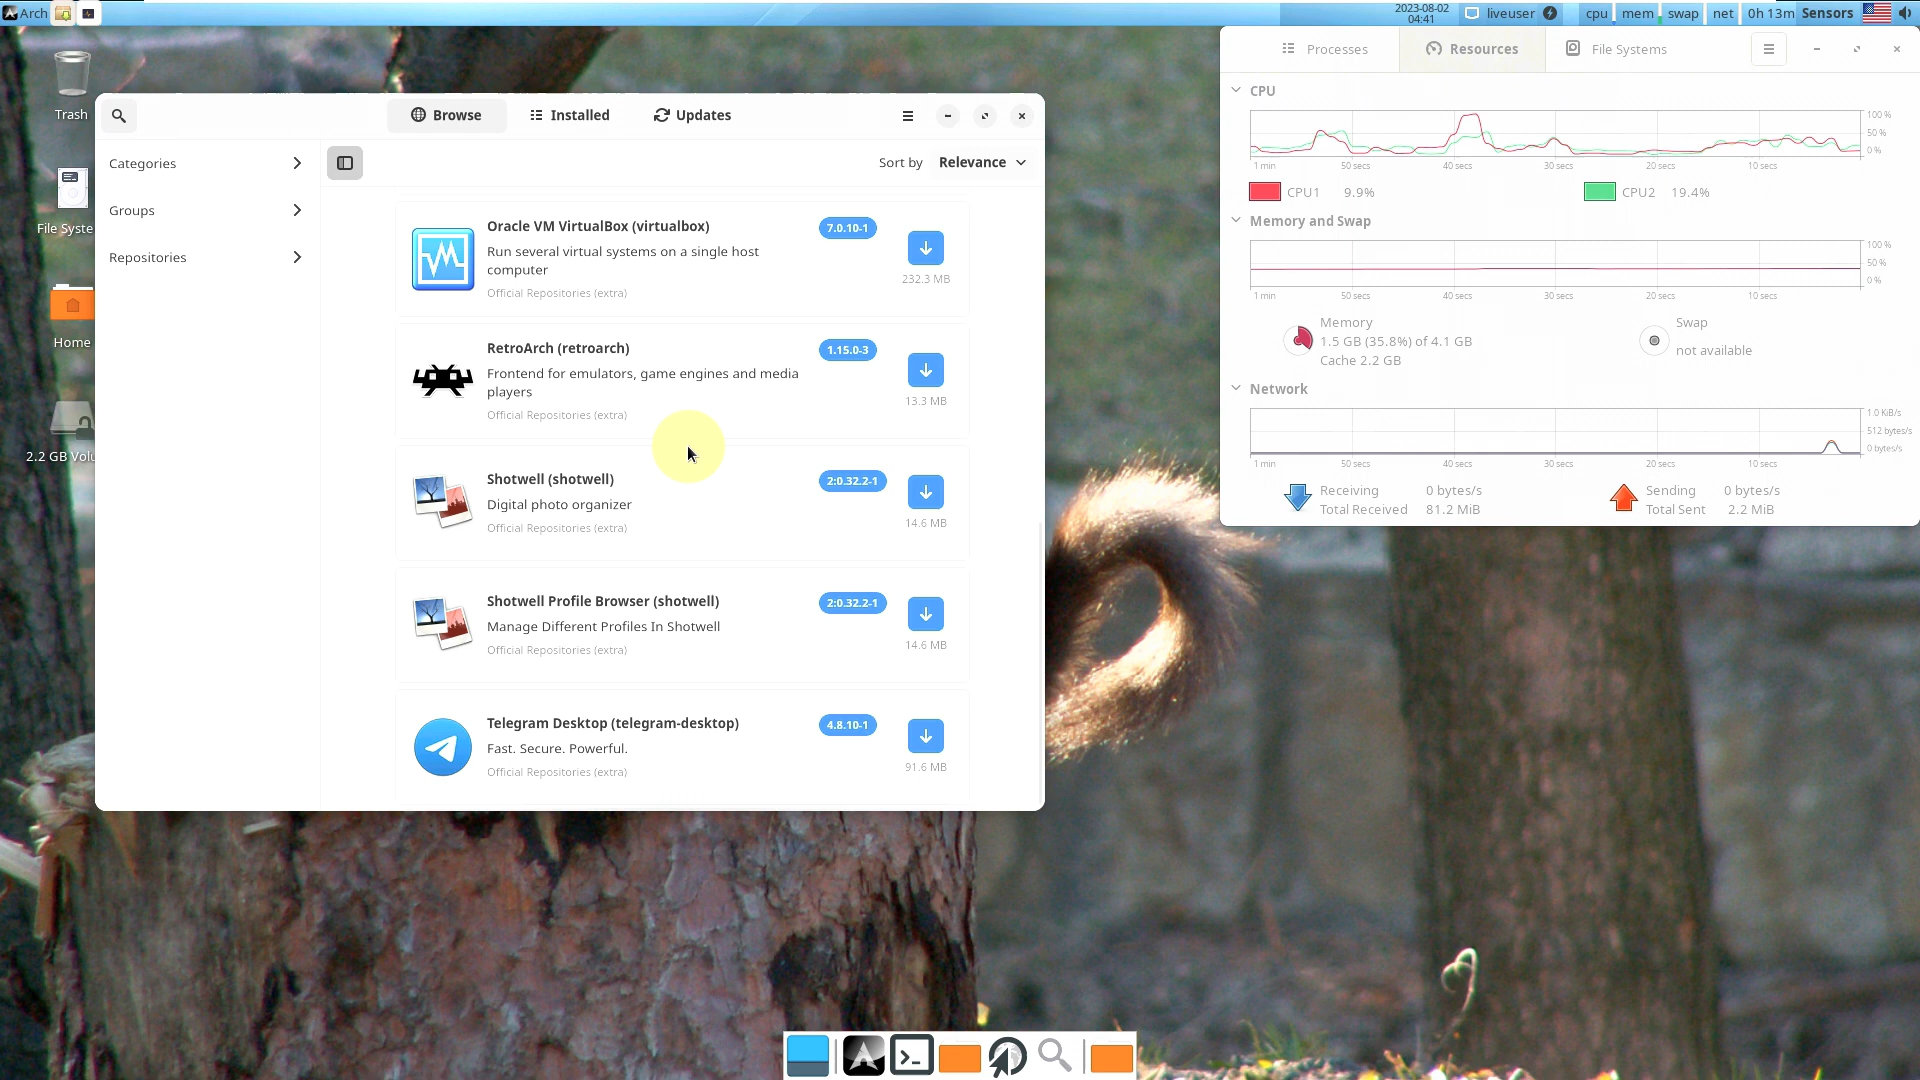 Arch
2023-08-02
04:41
liveuser
cpu
mem
swap
net
0h 13m
Sensors
Trash
File Syste
Home
2.2 GB Volu
Browse
Installed
Updates
Categories
Groups
Repositories
Sort by
Relevance
Oracle VM VirtualBox (virtualbox)
7.0.10-1
Run several virtual systems on a single host
computer
232.3 MB
Official Repositories (extra)
RetroArch (retroarch)
1.15.0-3
Frontend for emulators, game engines and media
players
13.3 MB
Official Repositories (extra)
Shotwell (shotwell)
2:0.32.2-1
Digital photo organizer
14.6 MB
Official Repositories (extra)
Shotwell Profile Browser (shotwell)
2:0.32.2-1
Manage Different Profiles In Shotwell
14.6 MB
Official Repositories (extra)
Telegram Desktop (telegram-desktop)
4.8.10-1
Fast. Secure. Powerful.
91.6 MB
Official Repositories (extra)
Processes
Resources
File Systems
CPU
100 %
50 %
0 %
1 min
50 secs
40 secs
30 secs
20 secs
10 secs
CPU1 9.9%
CPU2 19.4%
Memory and Swap
100 %
50 %
0 %
1 min
50 secs
40 secs
30 secs
20 secs
10 secs
Memory
1.5 GB (35.8%) of 4.1 GB
Cache 2.2 GB
Swap
not available
Network
1.0 KiB/s
512 bytes/s
0 bytes/s
1 min
50 secs
40 secs
30 secs
20 secs
10 secs
Receiving 0 bytes/s
Total Received 81.2 MiB
Sending 0 bytes/s
Total Sent 2.2 MiB